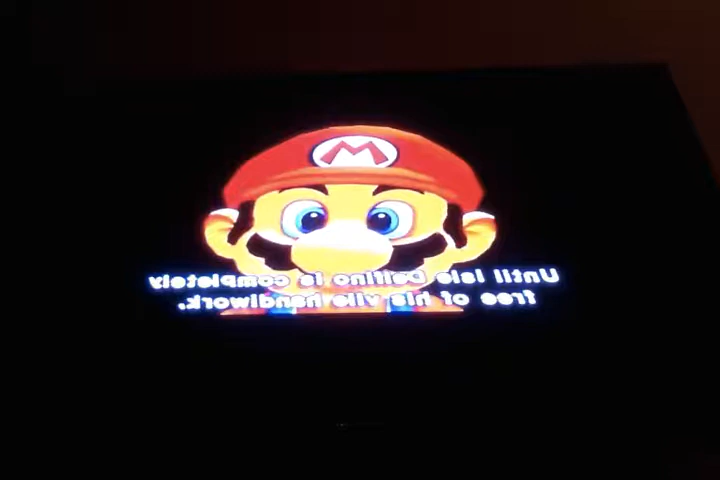 M
Until Isle Delfino is completely
free of his vile handiwork,